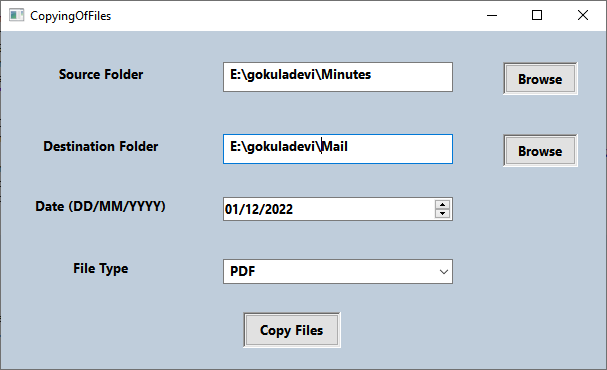 CopyingOfFiles
Source Folder E:\gokuladevi\Minutes Browse
Destination Folder E:\gokuladevi\Mail Browse
Date (DD/MM/YYYY) 01/12/2022
File Type PDF
Copy Files